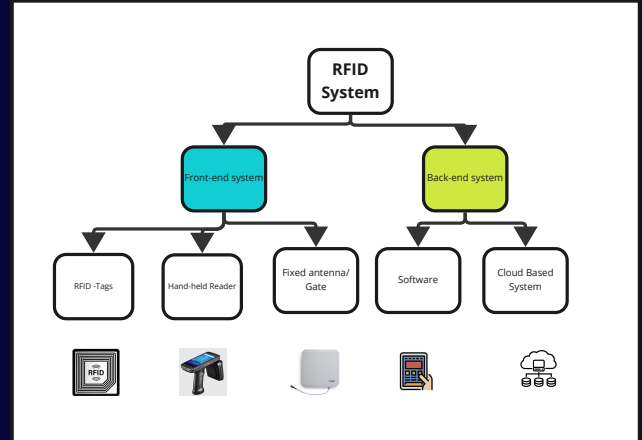 RFID
System
Front-end system
Back-end system
RFID -Tags
Hand-held Reader
Fixed antenna/
Gate
Software
Cloud Based
System
RFID